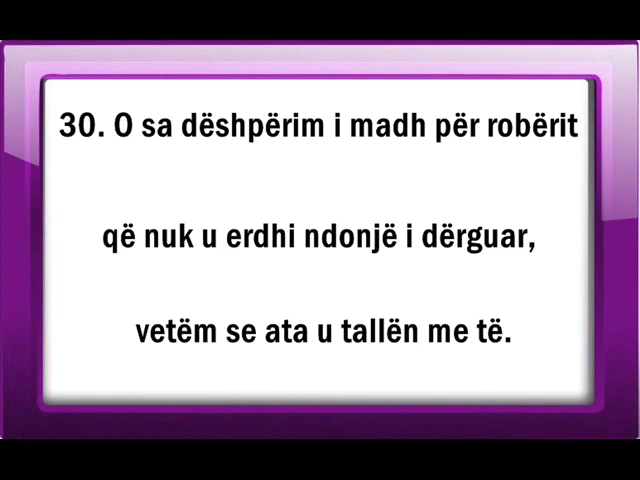 30. O sa dëshpërim i madh për robërit
që nuk u erdhi ndonjë i dërguar,
vetëm se ata u tallën me të.